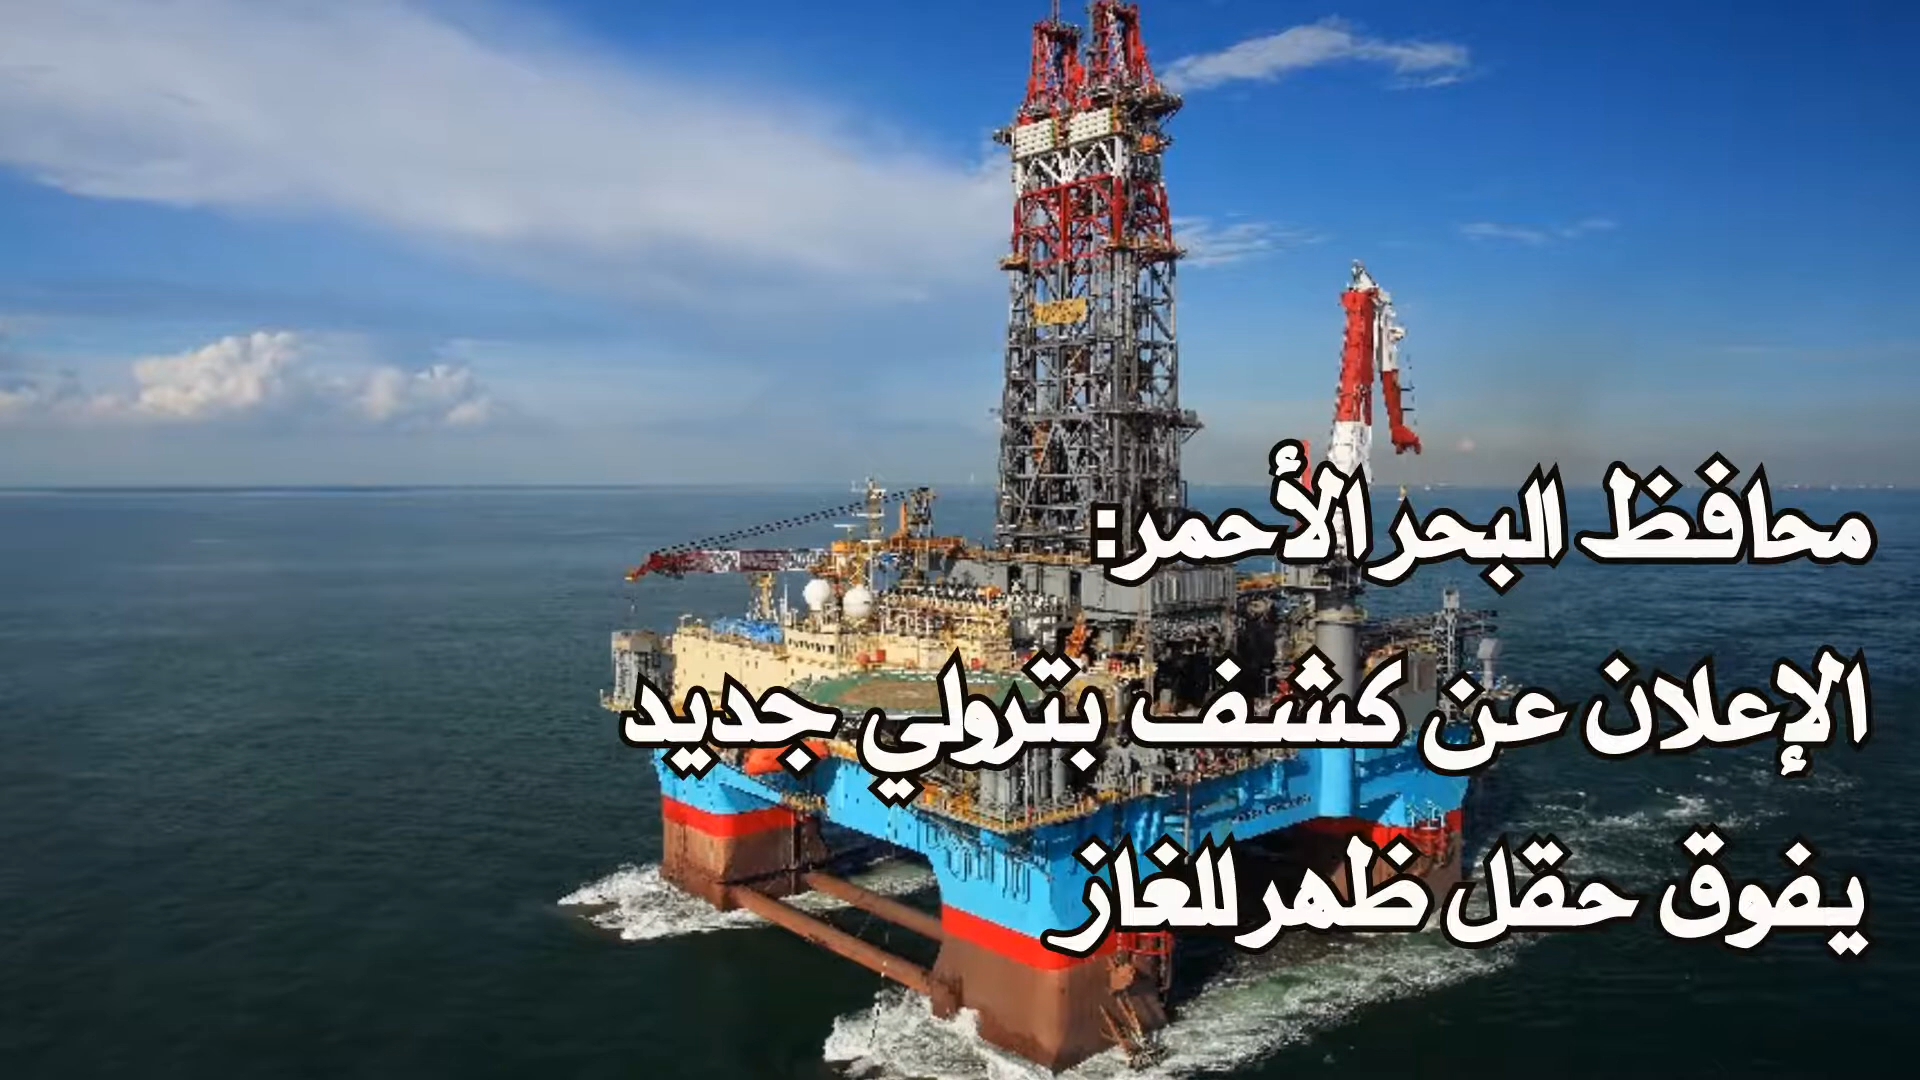 محافظ البحر الأحمر:
الإعلان عن كشف بترولي جديد
يفوق حقل ظهر للغاز